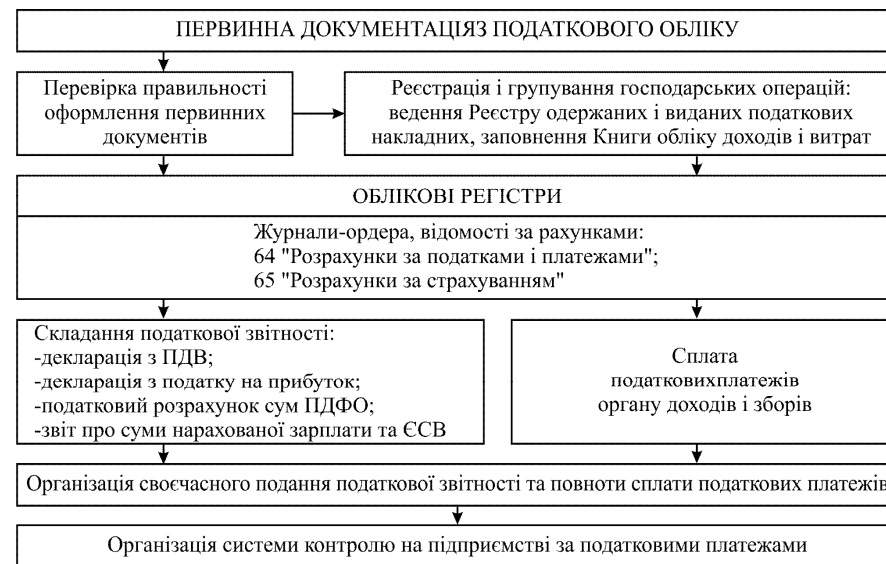 ПЕРВИННА ДОКУМЕНТАЦІЯЗ ПОДАТКОВОГО ОБЛІКУ
Перевірка правильності
оформлення первинних
документів
Реєстрація і групування господарських операцій:
ведення Реєстру одержаних і виданих податкових
накладних, заповнення Книги обліку доходів і витрат
ОБЛІКОВІ РЕГІСТРИ
Журнали-ордера, відомості за рахунками:
64 "Розрахунки за податками і платежами";
65 "Розрахунки за страхуванням"
Складання податкової звітності:
-декларація з ПДВ;
-декларація з податку на прибуток;
-податковий розрахунок сум ПДФО;
-звіт про суми нарахованої зарплати та ЄСВ
Сплата
податковихплатежів
органу доходів і зборів
Організація своєчасного подання податкової звітності та повноти сплати податкових платежів
Організація системи контролю на підприємстві за податковими платежами